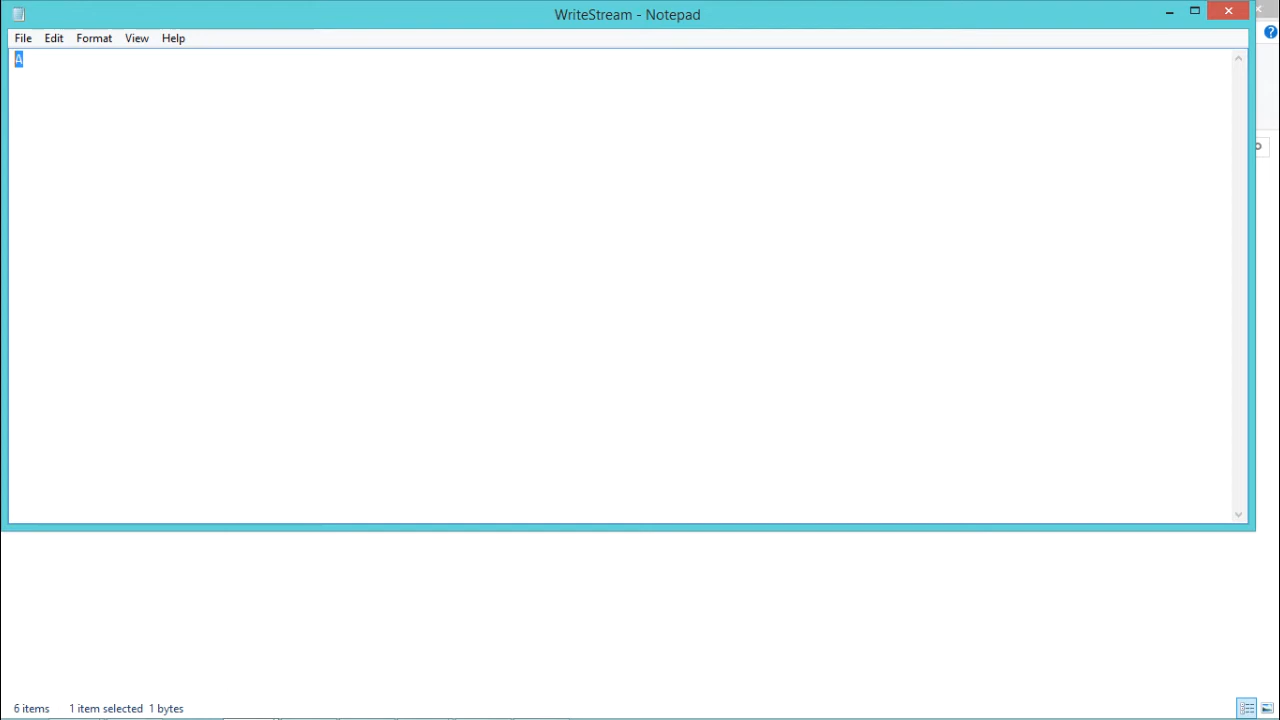 WriteStream - Notepad
File Edit Format View Help
A
6 items 1 item selected 1 bytes